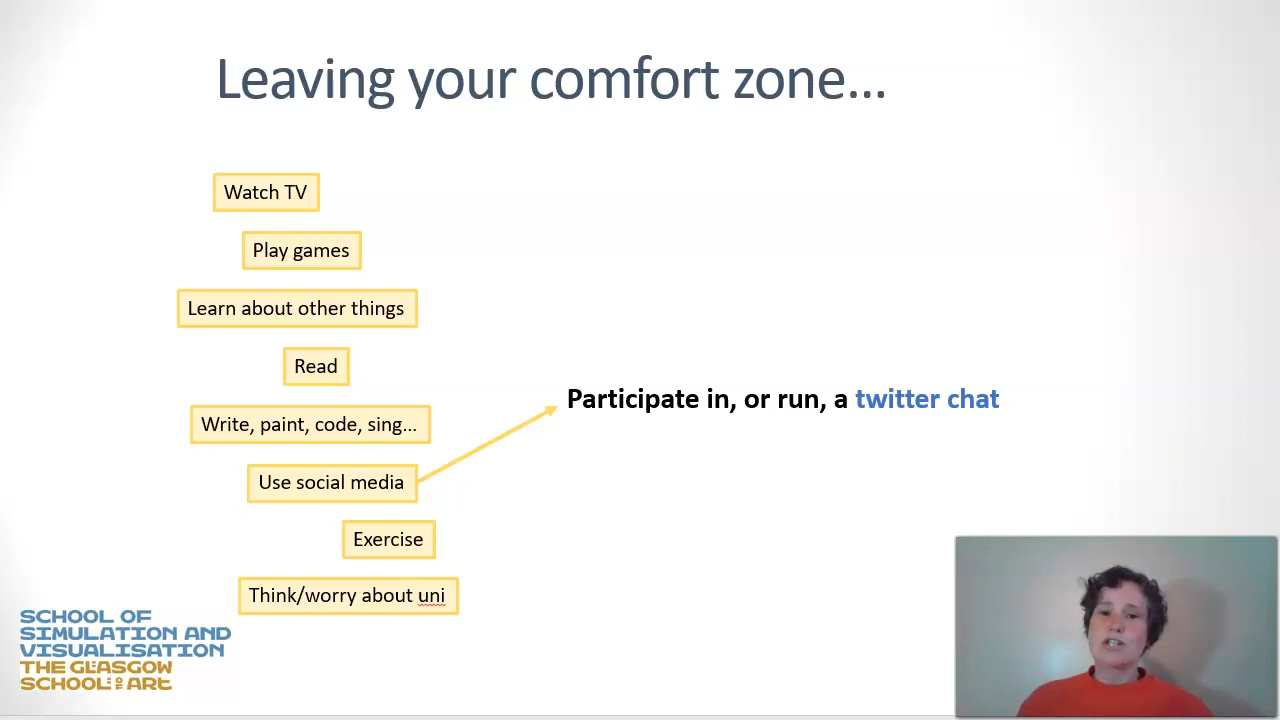 Leaving your comfort zone...
Watch TV
Play games
Learn about other things
Read
Participate in, or run, a twitter chat
Write, paint, code, sing...
Use social media
Exercise
Think/worry about uni
SCHOOL OF
SIMULATION AND
VISUALISATION
THE GLASGOW
SCHOOL OF ART